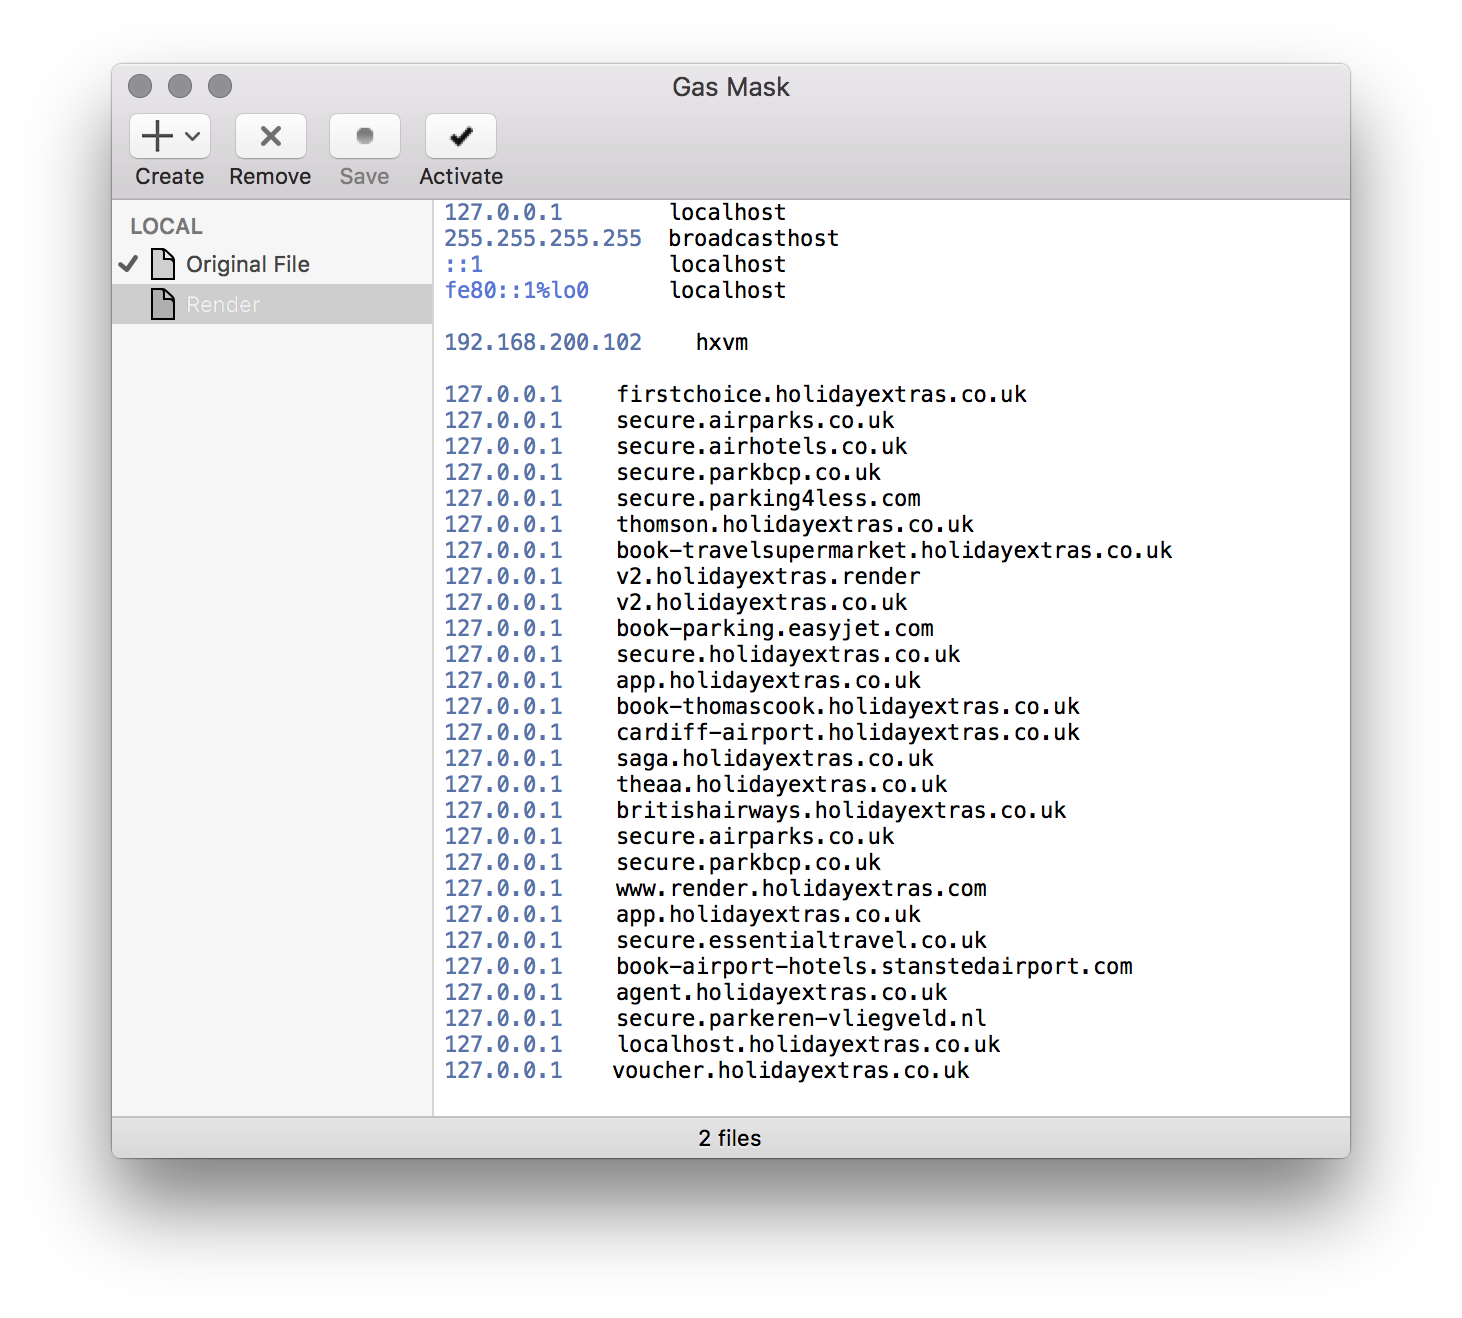 Gas Mask
Create Remove Save Activate
LOCAL
Original File
Render
127.0.0.1 localhost
255.255.255.255 broadcasthost
::1 localhost
fe80::1%lo0 localhost
192.168.200.102 hxvm
127.0.0.1 firstchoice.holidayextras.co.uk
127.0.0.1 secure.airparks.co.uk
127.0.0.1 secure.airhotels.co.uk
127.0.0.1 secure.parkbcp.co.uk
127.0.0.1 secure.parking4less.com
127.0.0.1 thomson.holidayextras.co.uk
127.0.0.1 book-travelsupermarket.holidayextras.co.uk
127.0.0.1 v2.holidayextras.render
127.0.0.1 v2.holidayextras.co.uk
127.0.0.1 book-parking.easyjet.com
127.0.0.1 secure.holidayextras.co.uk
127.0.0.1 app.holidayextras.co.uk
127.0.0.1 book-thomascook.holidayextras.co.uk
127.0.0.1 cardiff-airport.holidayextras.co.uk
127.0.0.1 saga.holidayextras.co.uk
127.0.0.1 theaa.holidayextras.co.uk
127.0.0.1 britishairways.holidayextras.co.uk
127.0.0.1 secure.airparks.co.uk
127.0.0.1 secure.parkbcp.co.uk
127.0.0.1 www.render.holidayextras.com
127.0.0.1 app.holidayextras.co.uk
127.0.0.1 secure.essentialtravel.co.uk
127.0.0.1 book-airport-hotels.stanstedairport.com
127.0.0.1 agent.holidayextras.co.uk
127.0.0.1 secure.parkeren-vliegveld.nl
127.0.0.1 localhost.holidayextras.co.uk
127.0.0.1 voucher.holidayextras.co.uk
2 files